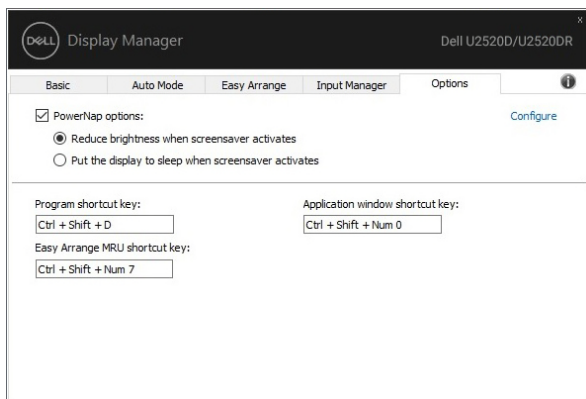 DELL Display Manager
Dell U2520D/U2520DR
x
Basic
Auto Mode
Easy Arrange
Input Manager
Options
i
PowerNap options:
Configure
Reduce brightness when screensaver activates
Put the display to sleep when screensaver activates
Program shortcut key:
Application window shortcut key:
Ctrl + Shift + D
Ctrl + Shift + Num 0
Easy Arrange MRU shortcut key:
Ctrl + Shift + Num 7